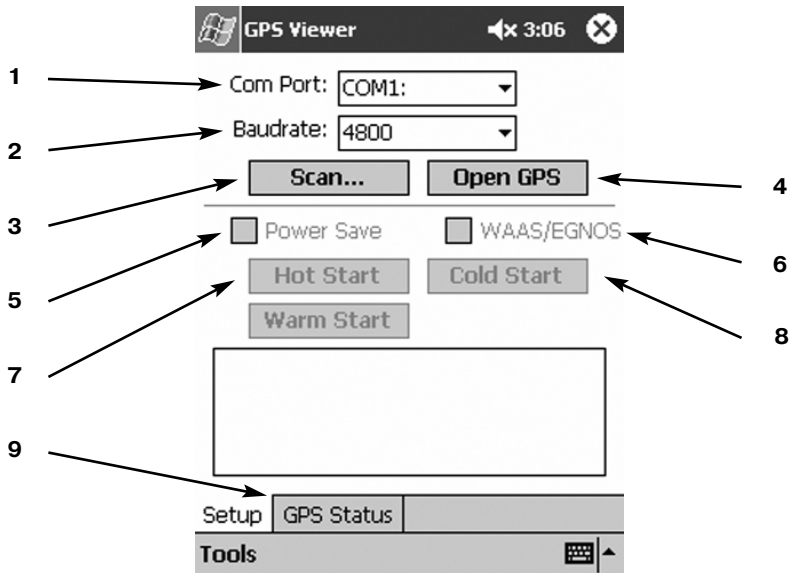 GPS Viewer 3:06
1 Com Port: COM1:
2 Baudrate: 4800
3 Scan... Open GPS 4
5 Power Save WAAS/EGNOS 6
7 Hot Start Cold Start 8
Warm Start
9
Setup GPS Status
Tools